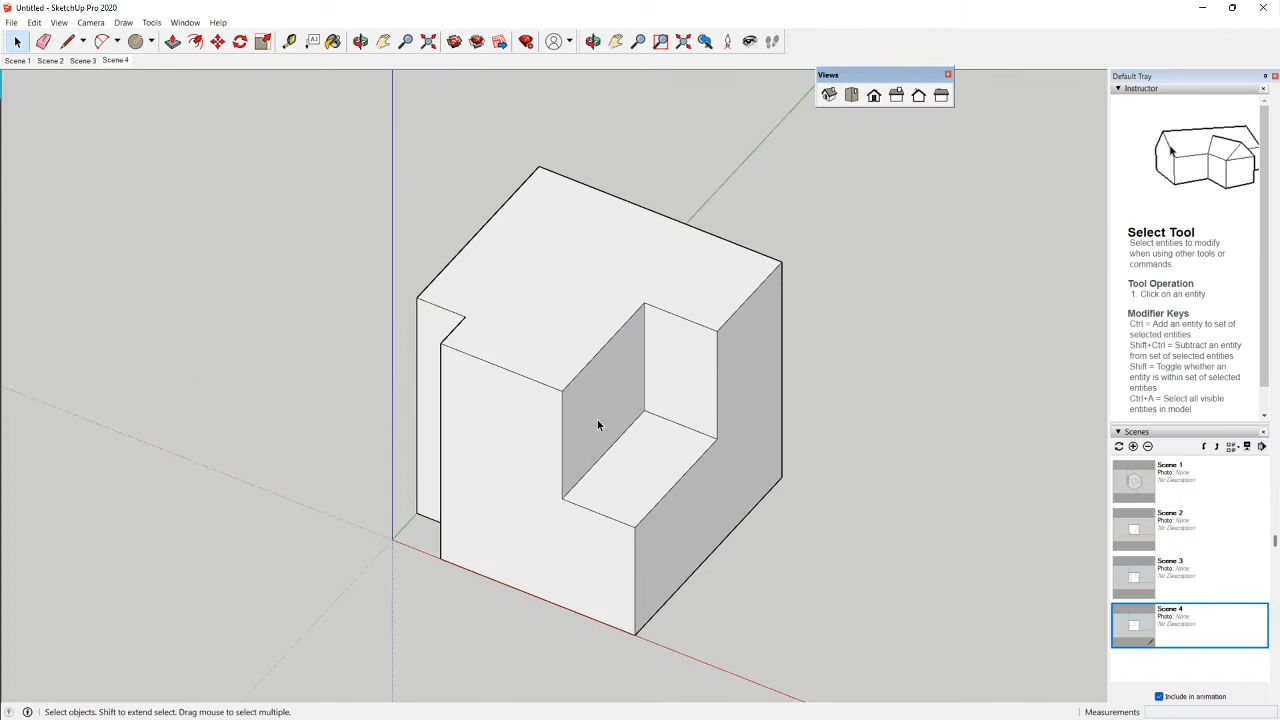 Untitled - SketchUp Pro 2020
File Edit View Camera Draw Tools Window Help
Scene 1 Scene 2 Scene 3 Scene 4
Views
Default Tray
Instructor
Select Tool
Select entities to modify
when using other tools or
commands.
Tool Operation
1. Click on an entity.
Modifier Keys
Ctrl = Add an entity to set of
selected entities
Shift+Ctrl = Subtract an entity
from set of selected entities
Shift = Toggle whether an
entity is within set of selected
entities
Ctrl+A = Select all visible
entities in model
Scenes
Scene 1
Photo: None
No Description
Scene 2
Photo: None
No Description
Scene 3
Photo: None
No Description
Scene 4
Photo: None
No Description
Include in animation
Select objects. Shift to extend select. Drag mouse to select multiple.
Measurements